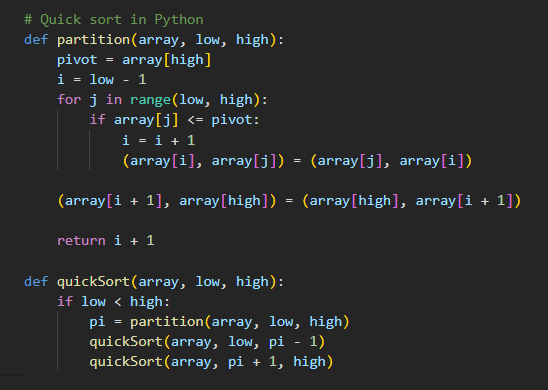 # Quick sort in Python
def partition(array, low, high):
    pivot = array[high]
    i = low - 1
    for j in range(low, high):
        if array[j] <= pivot:
            i = i + 1
            (array[i], array[j]) = (array[j], array[i])

    (array[i + 1], array[high]) = (array[high], array[i + 1])

    return i + 1

def quickSort(array, low, high):
    if low < high:
        pi = partition(array, low, high)
        quickSort(array, low, pi - 1)
        quickSort(array, pi + 1, high)